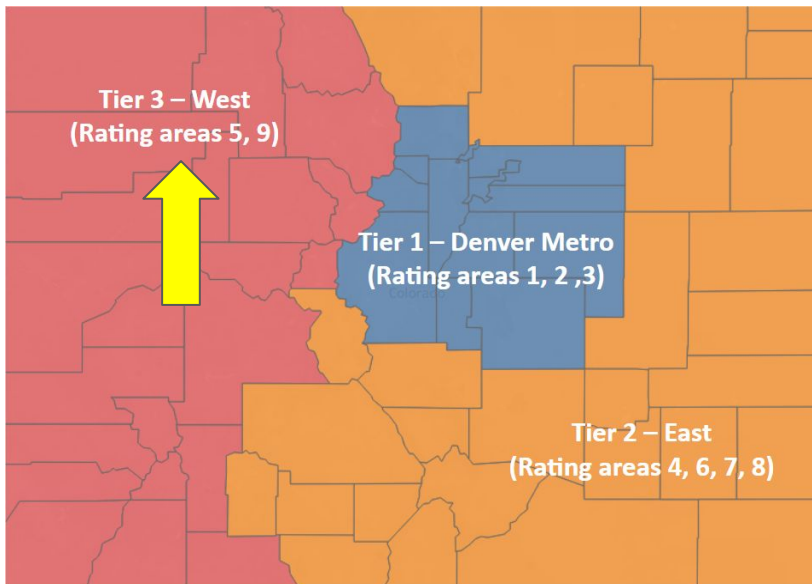 Tier 3 – West
(Rating areas 5, 9)
Tier 1 – Denver Metro
(Rating areas 1, 2 ,3)
Colorado
Tier 2 – East
(Rating areas 4, 6, 7, 8)